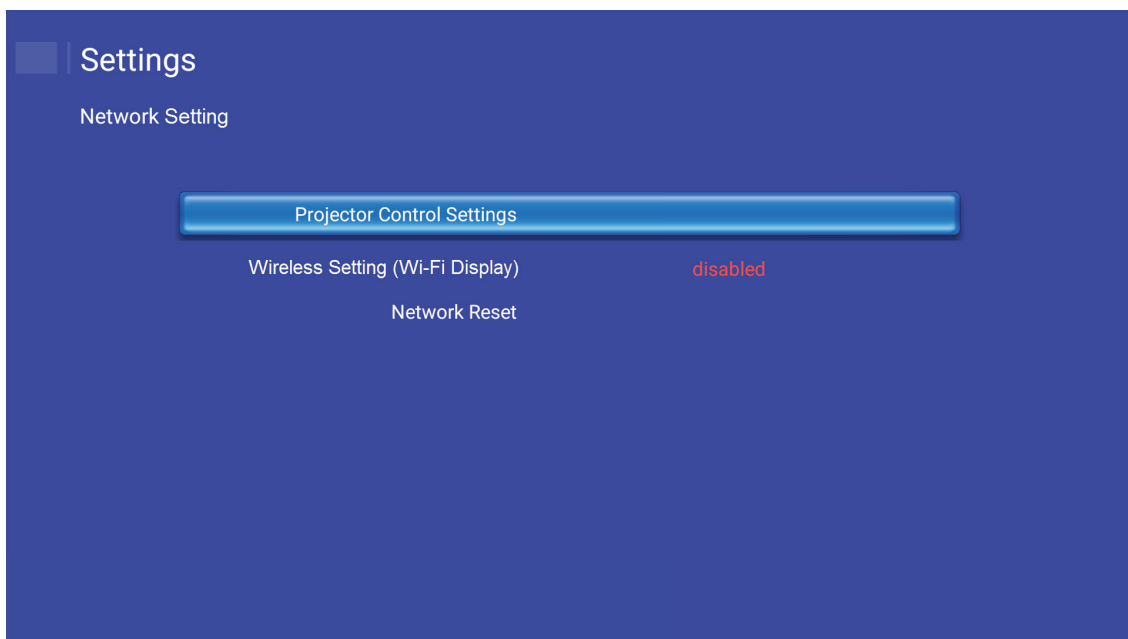 Settings
Network Setting
Projector Control Settings
Wireless Setting (Wi-Fi Display) disabled
Network Reset